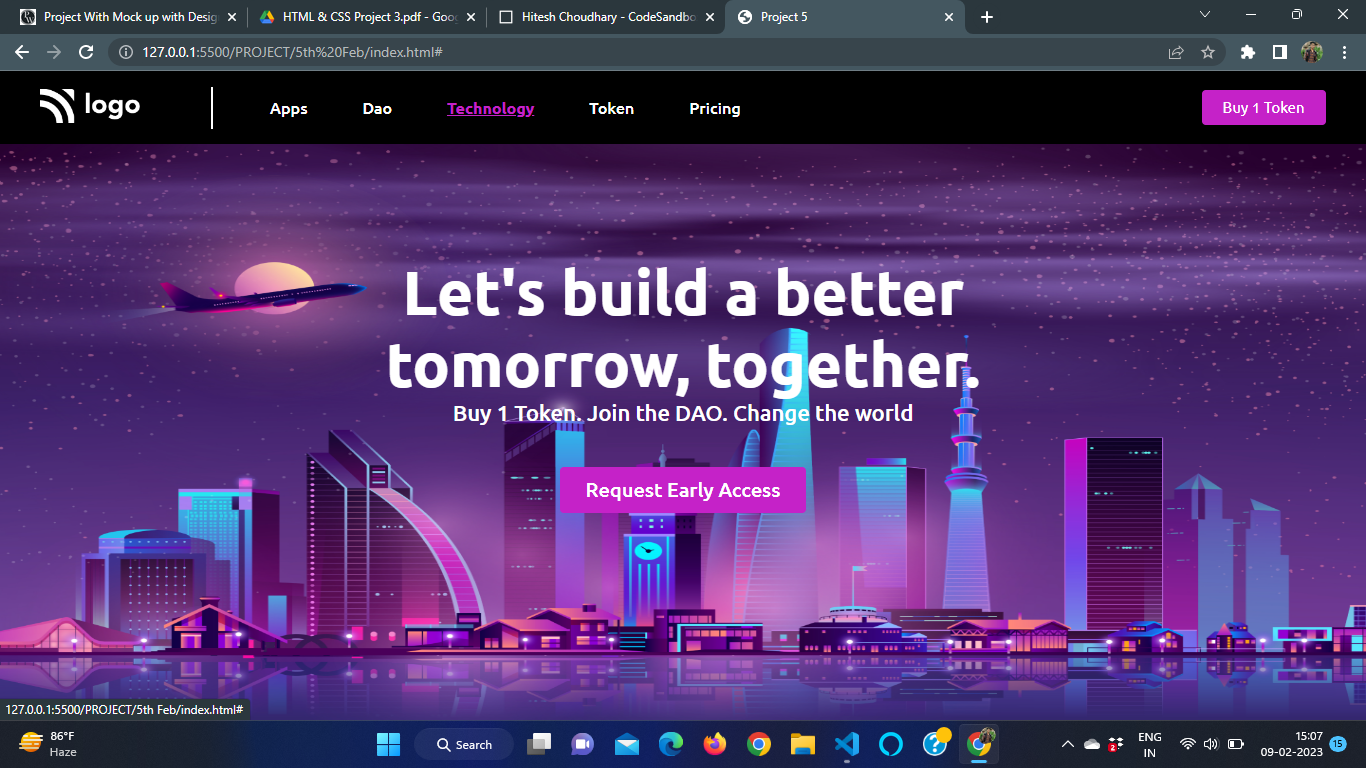 Project With Mock up with Desig
HTML & CSS Project 3.pdf - Goo
Hitesh Choudhary - CodeSandbo
Project 5
127.0.0.1:5500/PROJECT/5th%20Feb/index.html#
logo
Apps
Dao
Technology
Token
Pricing
Buy 1 Token
Let's build a better
tomorrow, together.
Buy 1 Token. Join the DAO. Change the world
Request Early Access
127.0.0.1:5500/PROJECT/5th Feb/index.html#
86°F
Haze
Search
2
ENG
IN
15:07
09-02-2023
15